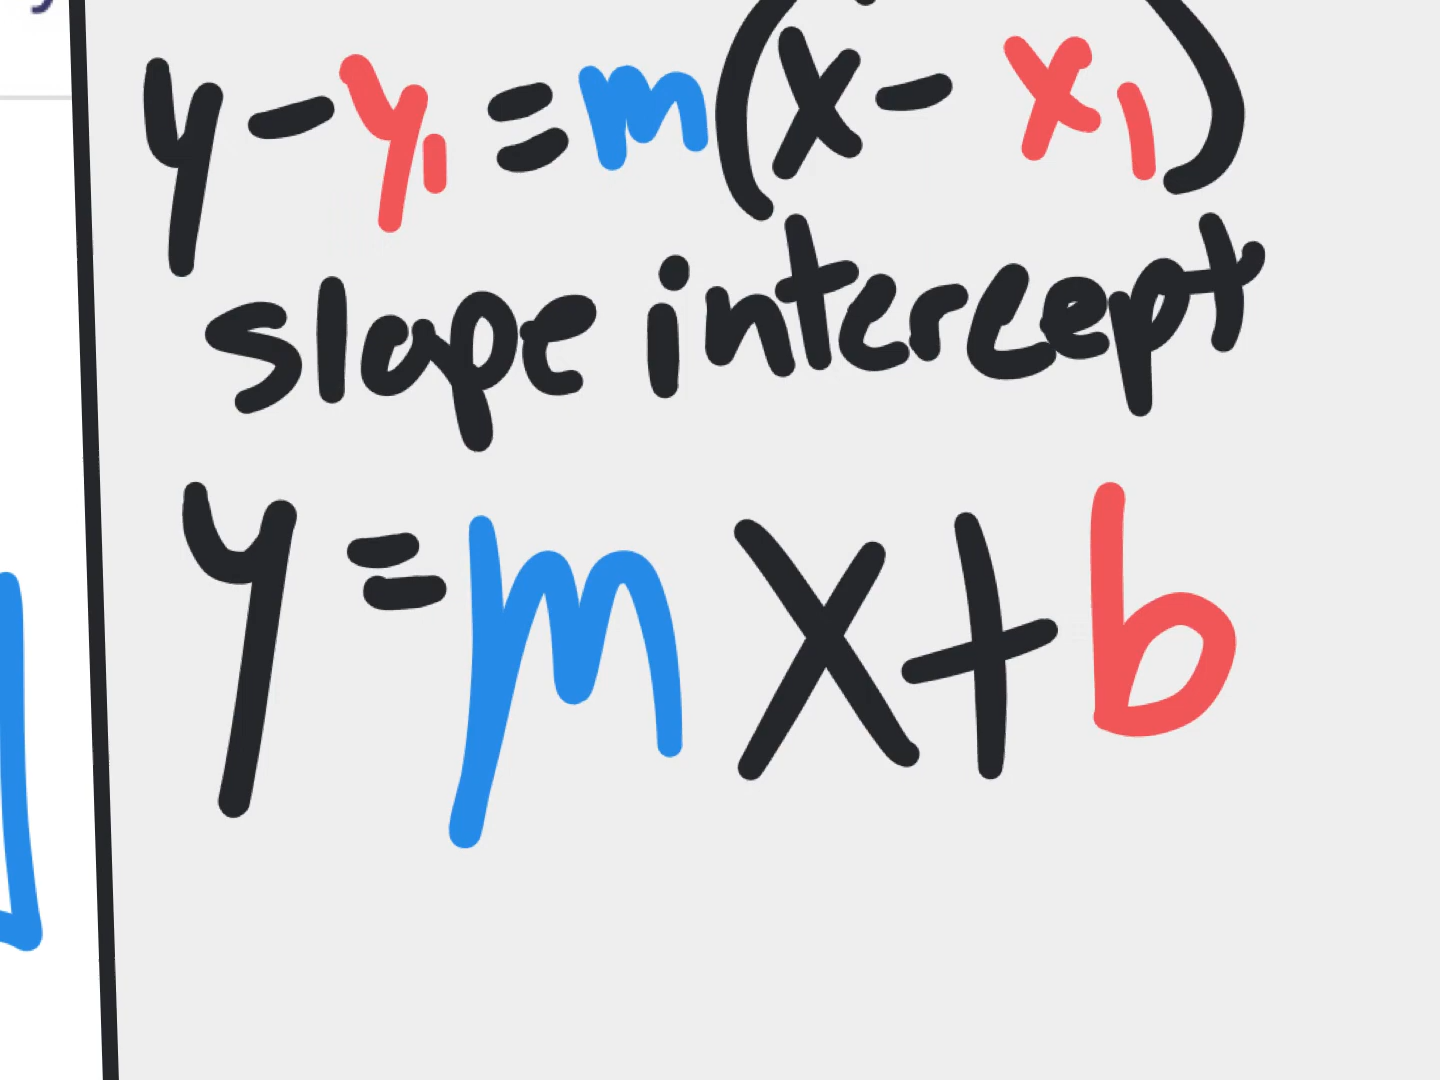 y - y₁ = m(x - x₁)
slope intercept
y = mx + b